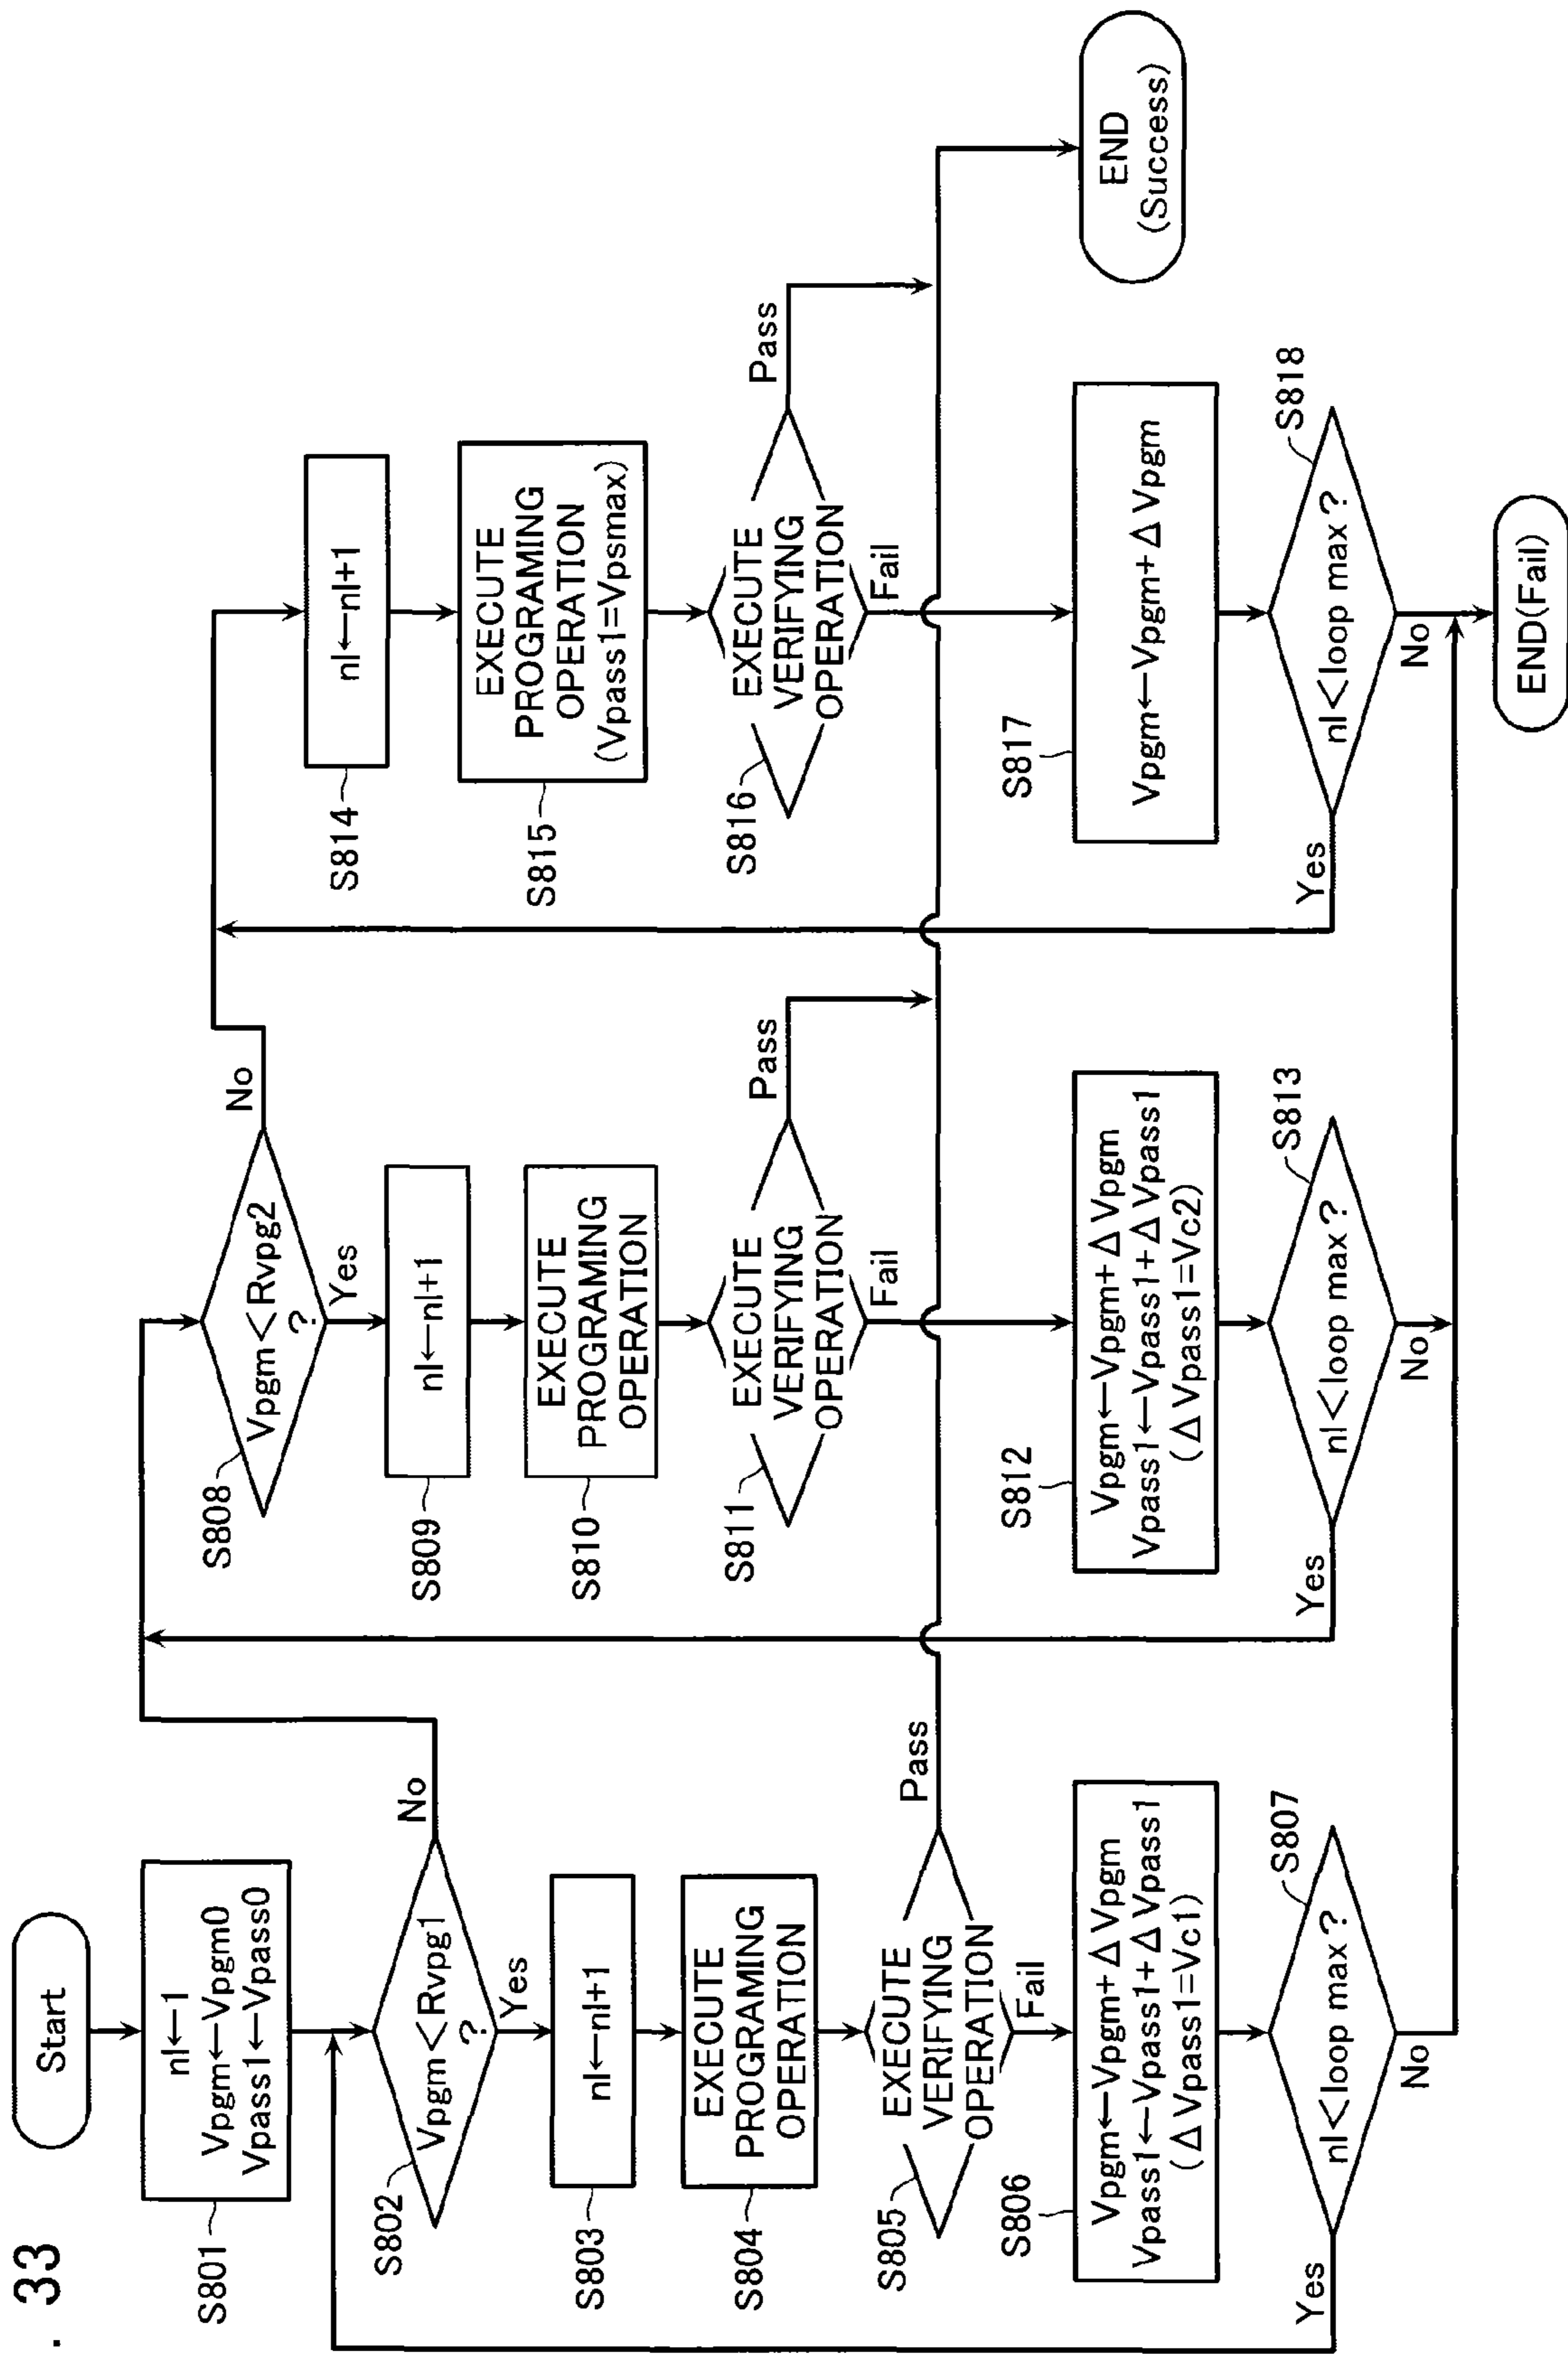 . 33
Start
S801
nl←1
Vpgm←Vpgm0
Vpass1←Vpass0
S802
Vpgm<Rvpg1
?
No
Yes
S803
nl←nl+1
S804
EXECUTE
PROGRAMING
OPERATION
S805
EXECUTE
VERIFYING
OPERATION
Pass
Fail
S806
Vpgm←Vpgm+ΔVpgm
Vpass1←Vpass1+ΔVpass1
(ΔVpass1=Vc1)
S807
nl<loop max?
Yes
No
S808
Vpgm<Rvpg2
?
No
Yes
S809
nl←nl+1
S810
EXECUTE
PROGRAMING
OPERATION
S811
EXECUTE
VERIFYING
OPERATION
Pass
Fail
S812
Vpgm←Vpgm+ΔVpgm
Vpass1←Vpass1+ΔVpass1
(ΔVpass1=Vc2)
S813
nl<loop max?
Yes
No
S814
nl←nl+1
S815
EXECUTE
PROGRAMING
OPERATION
(Vpass1=Vpsmax)
S816
EXECUTE
VERIFYING
OPERATION
Pass
Fail
S817
Vpgm←Vpgm+ΔVpgm
S818
nl<loop max?
Yes
No
END(Fail)
END
(Success)